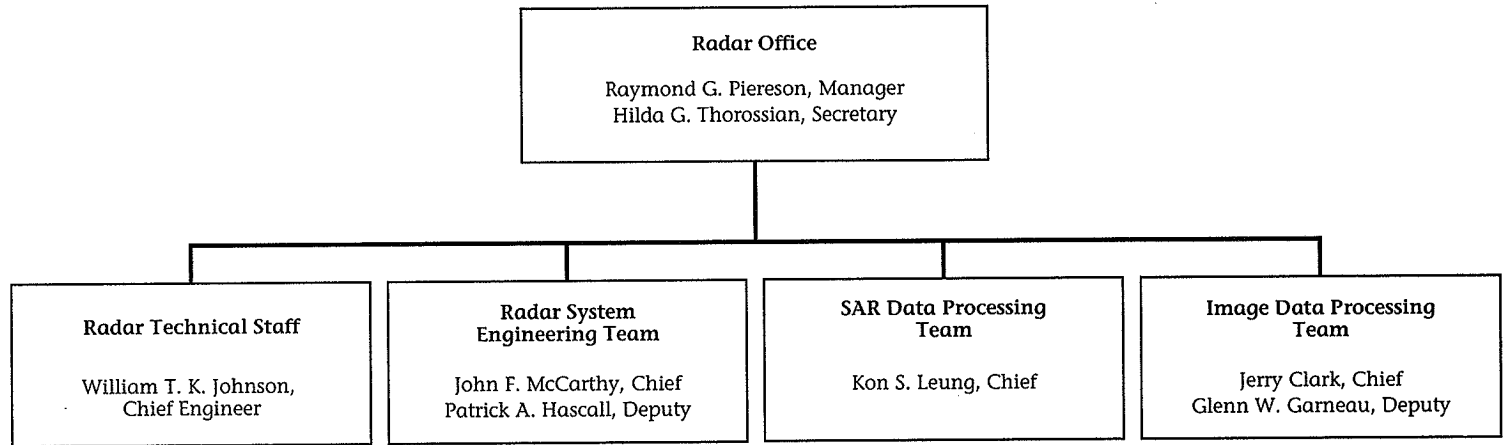 Radar Office
Raymond G. Piereson, Manager
Hilda G. Thorossian, Secretary
Radar Technical Staff
William T. K. Johnson,
Chief Engineer
Radar System
Engineering Team
John F. McCarthy, Chief
Patrick A. Hascall, Deputy
SAR Data Processing
Team
Kon S. Leung, Chief
Image Data Processing
Team
Jerry Clark, Chief
Glenn W. Garneau, Deputy